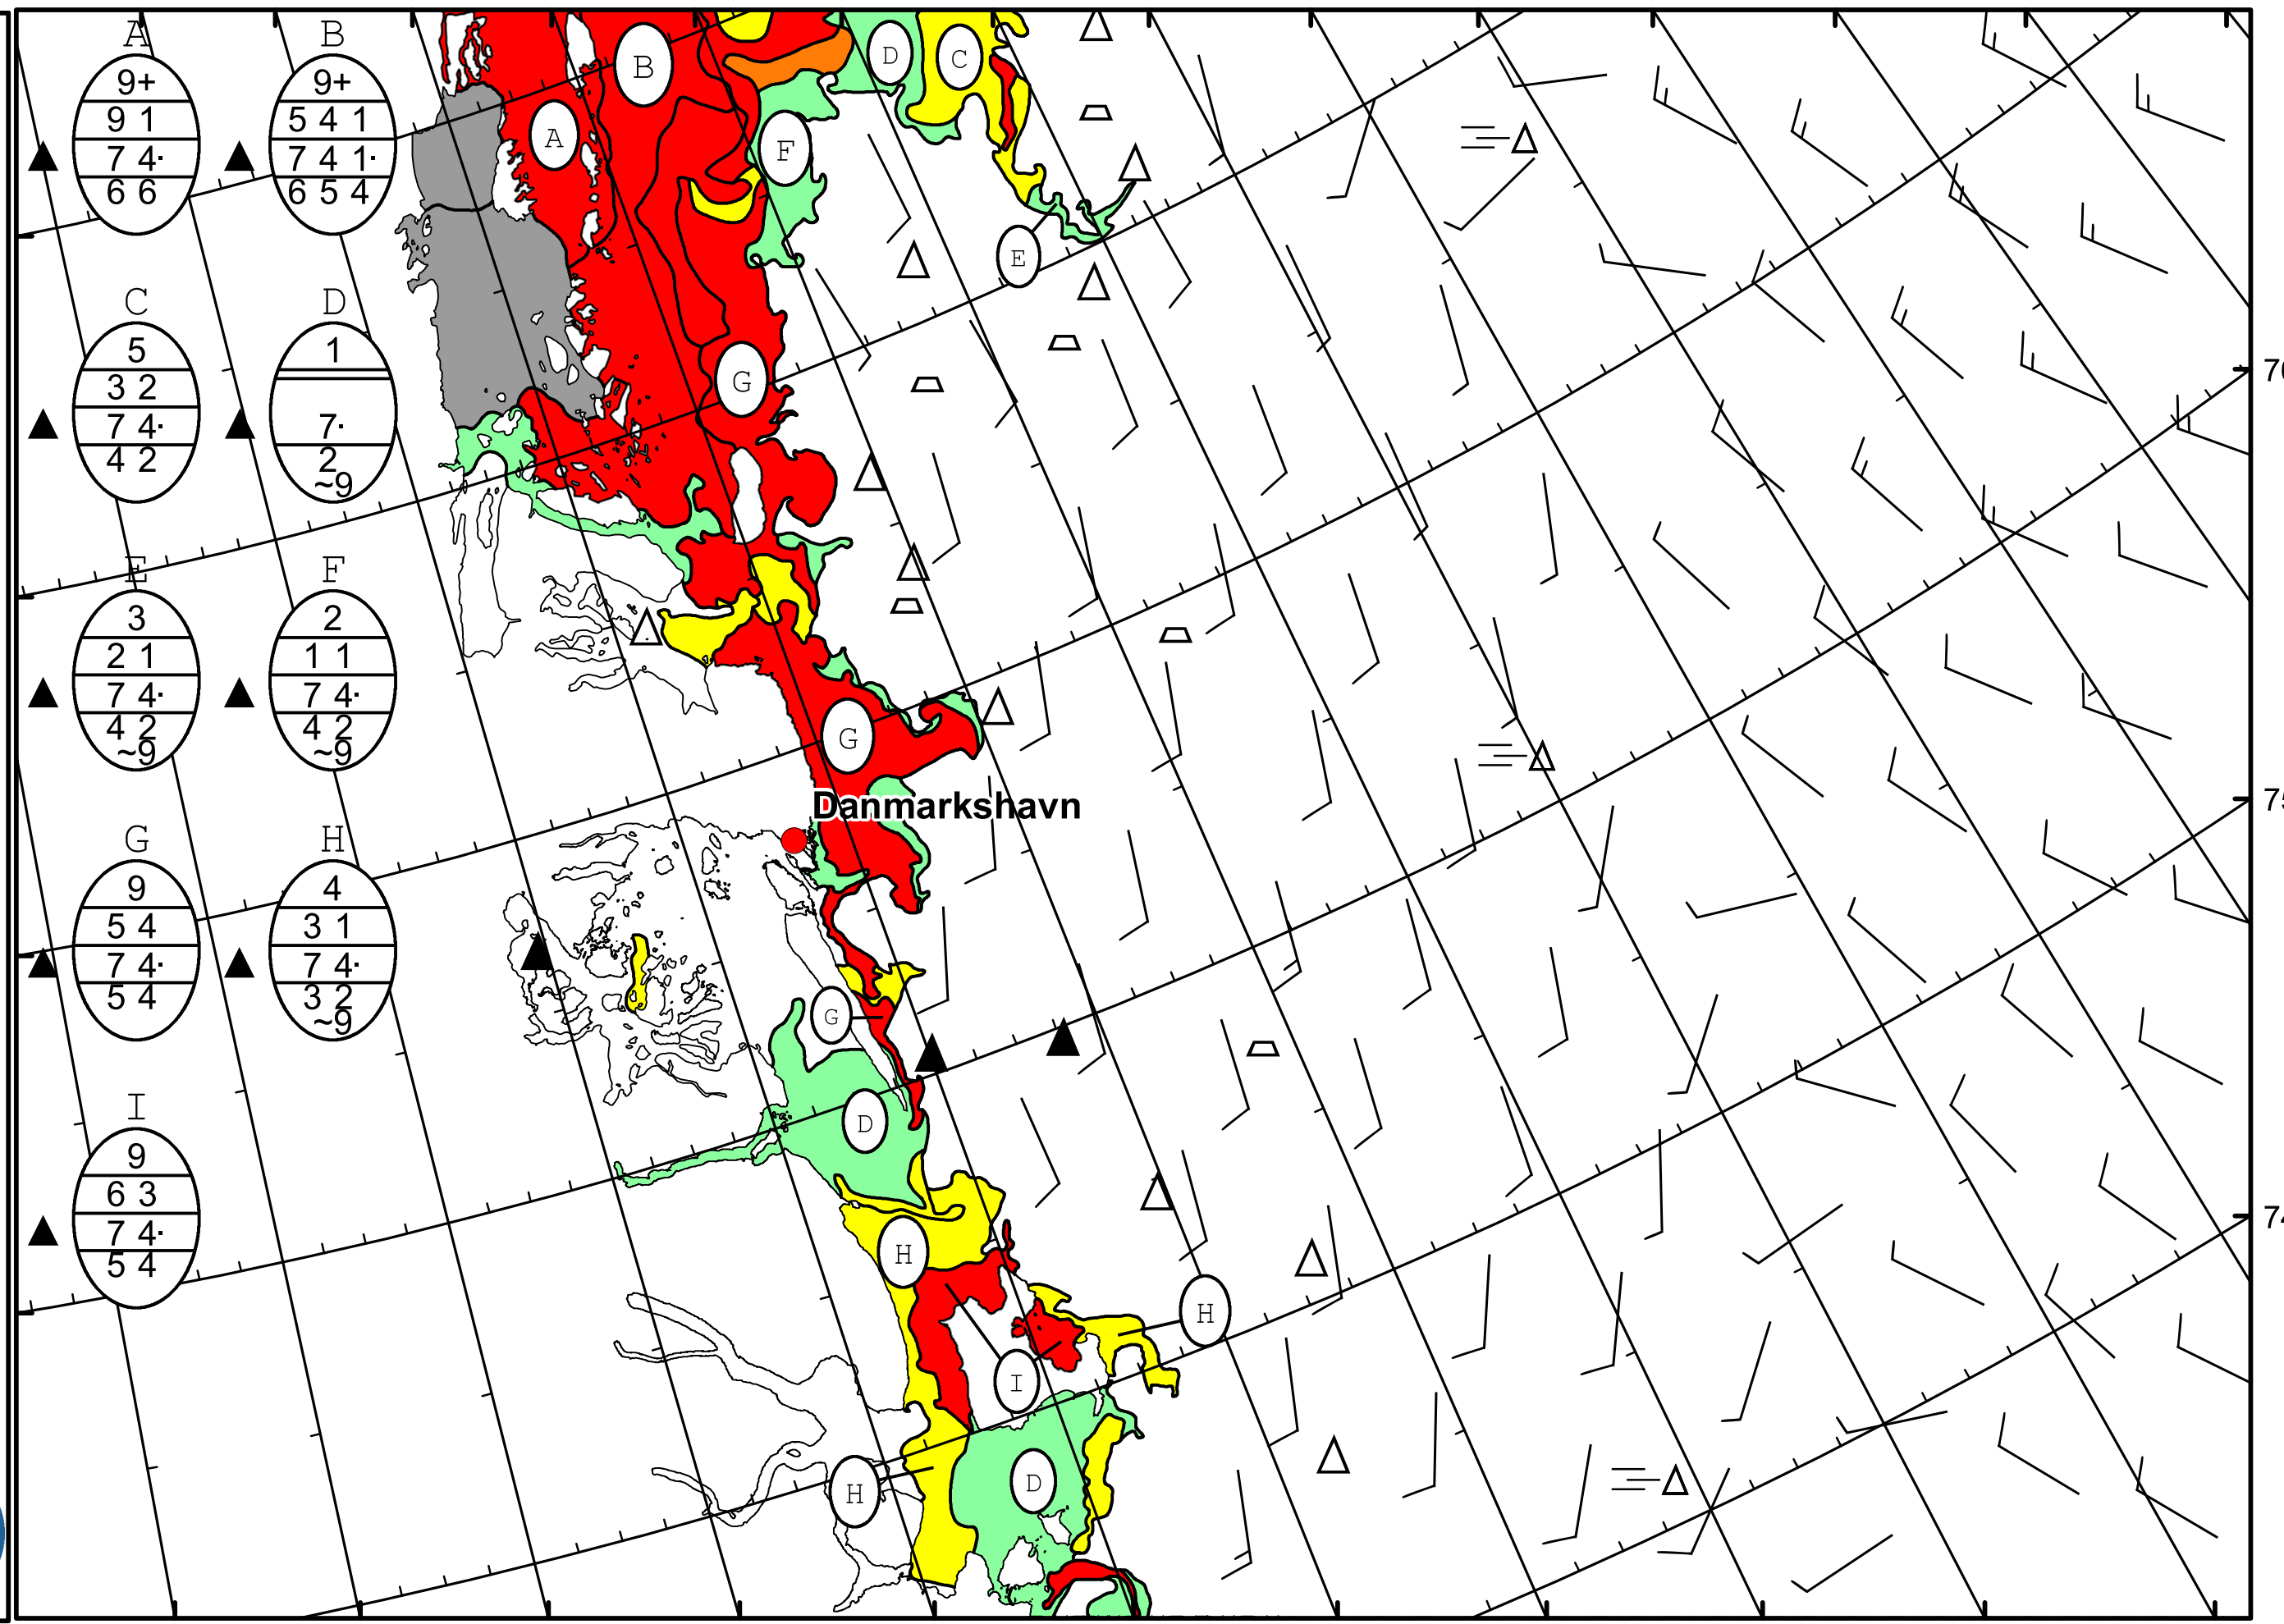 A B
9+ 9+
9 1 5 4 1
7 4· 7 4 1·
6 6 6 5 4
C D
5 1
3 2
7 4· 7·
4 2 2
~9
E F
3 2
2 1 1 1
7 4· 7 4·
4 2 4 2
~9 ~9
G H
9 4
5 4 3 1
7 4· 7 4·
5 4 3 2
~9
I
9
6 3
7 4·
5 4
B
D
C
A
F
E
G
G
Danmarkshavn
G
D
H
H
I
H
D